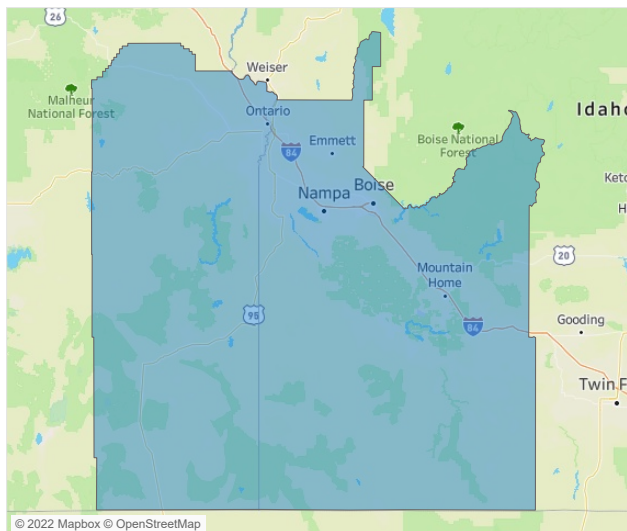 26
Weiser
Malheur
National Forest
Ontario
Idaho
Emmett
Boise National
Forest
84
Nampa
Boise
Ketc
H
20
Mountain
Home
95
84
Gooding
Twin F
© 2022 Mapbox © OpenStreetMap